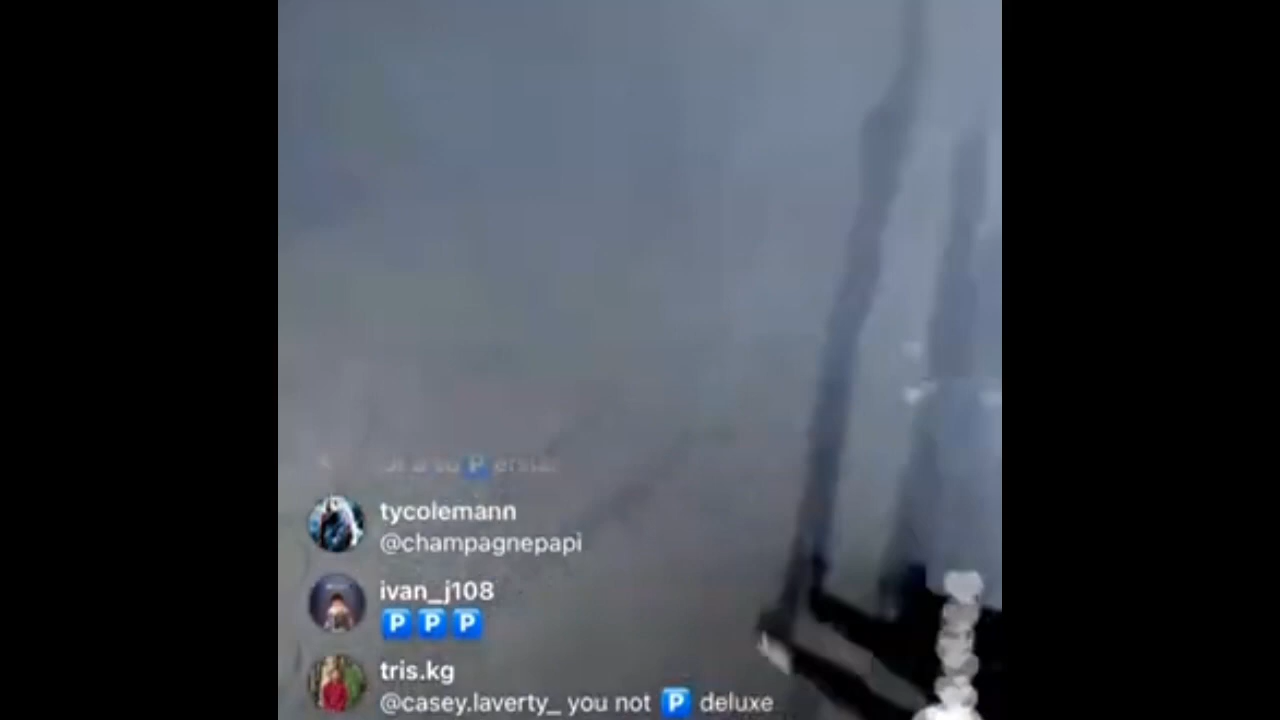 🅿️
tycolemann
@champagnepapi
ivan_j108
🅿️🅿️🅿️
tris.kg
@casey.laverty_ you not 🅿️ deluxe